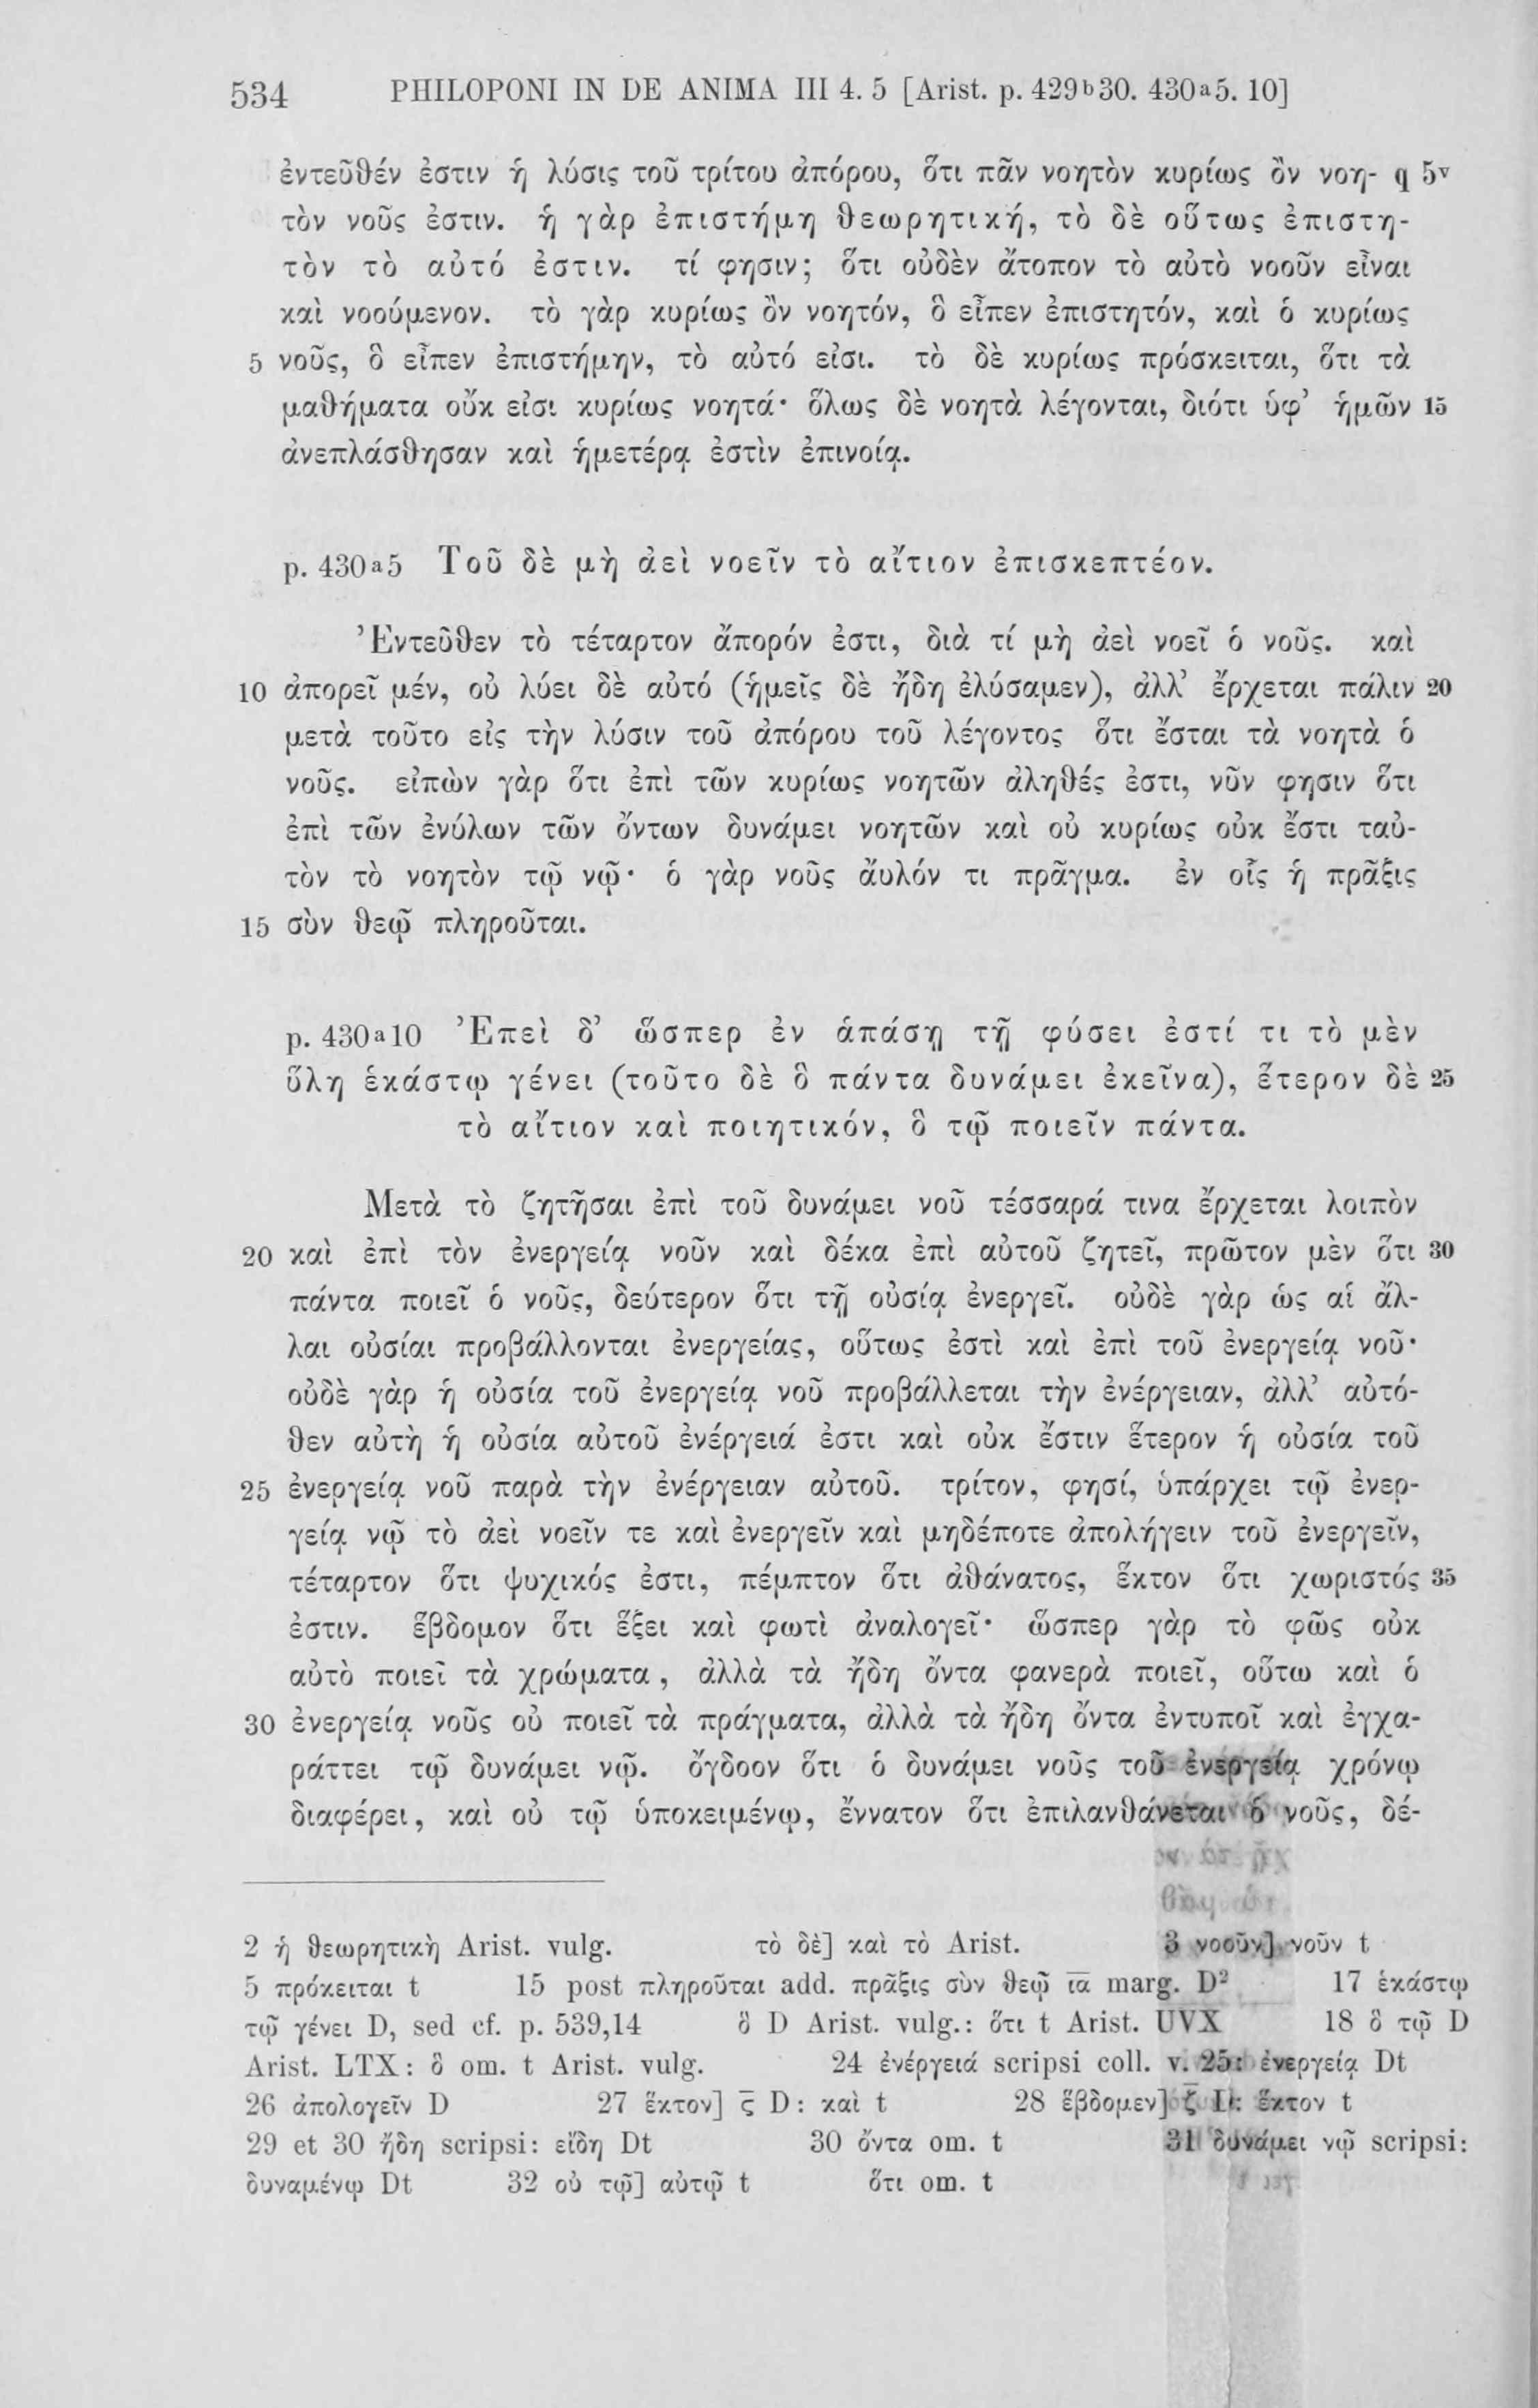 534 PHILOPONI IN DE ANIMA III 4. 5 [Arist. p. 429ᵇ30. 430ᵃ5. 10]
ἐντεῦθέν ἐστιν ἡ λύσις τοῦ τρίτου ἀπόρου, ὅτι πᾶν νοητὸν κυρίως ὂν νοη- q 5ᵛ
τὸν νοῦς ἐστιν. ἡ γὰρ ἐπιστήμη θεωρητική, τὸ δὲ οὕτως ἐπιστη-
τὸν τὸ αὐτό ἐστιν. τί φησιν; ὅτι οὐδὲν ἄτοπον τὸ αὐτὸ νοοῦν εἶναι
καὶ νοούμενον. τὸ γὰρ κυρίως ὂν νοητόν, ὃ εἶπεν ἐπιστητόν, καὶ ὁ κυρίως
5 νοῦς, ὃ εἶπεν ἐπιστήμην, τὸ αὐτό εἰσι. τὸ δὲ κυρίως πρόσκειται, ὅτι τὰ
μαθήματα οὔκ εἰσι κυρίως νοητά· ὅλως δὲ νοητὰ λέγονται, διότι ὑφ’ ἡμῶν 15
ἀνεπλάσθησαν καὶ ἡμετέρᾳ ἐστὶν ἐπινοίᾳ.
p. 430ᵃ5 Τοῦ δὲ μὴ ἀεὶ νοεῖν τὸ αἴτιον ἐπισκεπτέον.
Ἐντεῦθεν τὸ τέταρτον ἄπορόν ἐστι, διὰ τί μὴ ἀεὶ νοεῖ ὁ νοῦς. καὶ
10 ἀπορεῖ μέν, οὐ λύει δὲ αὐτό (ἡμεῖς δὲ ἤδη ἐλύσαμεν), ἀλλ’ ἔρχεται πάλιν 20
μετὰ τοῦτο εἰς τὴν λύσιν τοῦ ἀπόρου τοῦ λέγοντος ὅτι ἔσται τὰ νοητὰ ὁ
νοῦς. εἰπὼν γὰρ ὅτι ἐπὶ τῶν κυρίως νοητῶν ἀληθές ἐστι, νῦν φησιν ὅτι
ἐπὶ τῶν ἐνύλων τῶν ὄντων δυνάμει νοητῶν καὶ οὐ κυρίως οὐκ ἔστι ταὐ-
τὸν τὸ νοητὸν τῷ νῷ· ὁ γὰρ νοῦς ἄυλόν τι πρᾶγμα. ἐν οἷς ἡ πρᾶξις
15 σὺν θεῷ πληροῦται.
p. 430ᵃ10 Ἐπεὶ δ’ ὥσπερ ἐν ἁπάσῃ τῇ φύσει ἐστί τι τὸ μὲν
ὕλη ἑκάστῳ γένει (τοῦτο δὲ ὃ πάντα δυνάμει ἐκεῖνα), ἕτερον δὲ 25
τὸ αἴτιον καὶ ποιητικόν, ὃ τῷ ποιεῖν πάντα.
Μετὰ τὸ ζητῆσαι ἐπὶ τοῦ δυνάμει νοῦ τέσσαρά τινα ἔρχεται λοιπὸν
20 καὶ ἐπὶ τὸν ἐνεργείᾳ νοῦν καὶ δέκα ἐπὶ αὐτοῦ ζητεῖ, πρῶτον μὲν ὅτι 30
πάντα ποιεῖ ὁ νοῦς, δεύτερον ὅτι τῇ οὐσίᾳ ἐνεργεῖ. οὐδὲ γὰρ ὡς αἱ ἄλ-
λαι οὐσίαι προβάλλονται ἐνεργείας, οὕτως ἐστὶ καὶ ἐπὶ τοῦ ἐνεργείᾳ νοῦ·
οὐδὲ γὰρ ἡ οὐσία τοῦ ἐνεργείᾳ νοῦ προβάλλεται τὴν ἐνέργειαν, ἀλλ’ αὐτό-
θεν αὐτὴ ἡ οὐσία αὐτοῦ ἐνέργειά ἐστι καὶ οὐκ ἔστιν ἕτερον ἡ οὐσία τοῦ
25 ἐνεργείᾳ νοῦ παρὰ τὴν ἐνέργειαν αὐτοῦ. τρίτον, φησί, ὑπάρχει τῷ ἐνερ-
γείᾳ νῷ τὸ ἀεὶ νοεῖν τε καὶ ἐνεργεῖν καὶ μηδέποτε ἀπολήγειν τοῦ ἐνεργεῖν,
τέταρτον ὅτι ψυχικός ἐστι, πέμπτον ὅτι ἀθάνατος, ἕκτον ὅτι χωριστός 35
ἐστιν. ἕβδομον ὅτι ἕξει καὶ φωτὶ ἀναλογεῖ· ὥσπερ γὰρ τὸ φῶς οὐκ
αὐτὸ ποιεῖ τὰ χρώματα, ἀλλὰ τὰ ἤδη ὄντα φανερὰ ποιεῖ, οὕτω καὶ ὁ
30 ἐνεργείᾳ νοῦς οὐ ποιεῖ τὰ πράγματα, ἀλλὰ τὰ ἤδη ὄντα ἐντυποῖ καὶ ἐγχα-
ράττει τῷ δυνάμει νῷ. ὄγδοον ὅτι ὁ δυνάμει νοῦς τοῦ ἐνεργείᾳ χρόνῳ
διαφέρει, καὶ οὐ τῷ ὑποκειμένῳ, ἔννατον ὅτι ἐπιλανθάνεται ὁ νοῦς, δέ-
2 ἡ θεωρητικὴ Arist. vulg. τὸ δὲ] καὶ τὸ Arist. 3 νοοῦν] νοῦν t
5 πρόκειται t 15 post πληροῦται add. πρᾶξις σὺν θεῷ ι̅α̅ marg. D² 17 ἑκάστῳ
τῷ γένει D, sed cf. p. 539,14 ὃ D Arist. vulg.: ὅτι t Arist. UVX 18 ὃ τῷ D
Arist. LTX: ὃ om. t Arist. vulg. 24 ἐνέργειά scripsi coll. v. 25: ἐνεργείᾳ Dt
26 ἀπολογεῖν D 27 ἕκτον] ϛ̅ D: καὶ t 28 ἕβδομεν] ζ̅ D: ἕκτον t
29 et 30 ἤδη scripsi: εἴδη Dt 30 ὄντα om. t 31 δυνάμει νῷ scripsi:
δυναμένῳ Dt 32 οὐ τῷ] αὐτῷ t ὅτι om. t